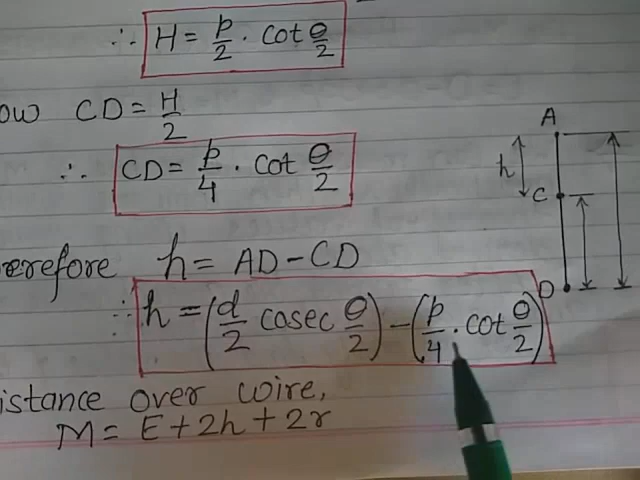 ∴ H = p/2 · cot θ/2
ow CD = H/2
∴ CD = p/4 · cot θ/2
A
h
C
D
erefore h = AD - CD
∴ h = (d/2 cosec θ/2) - (p/4 · cot θ/2)
istance over wire,
M = E + 2h + 2r